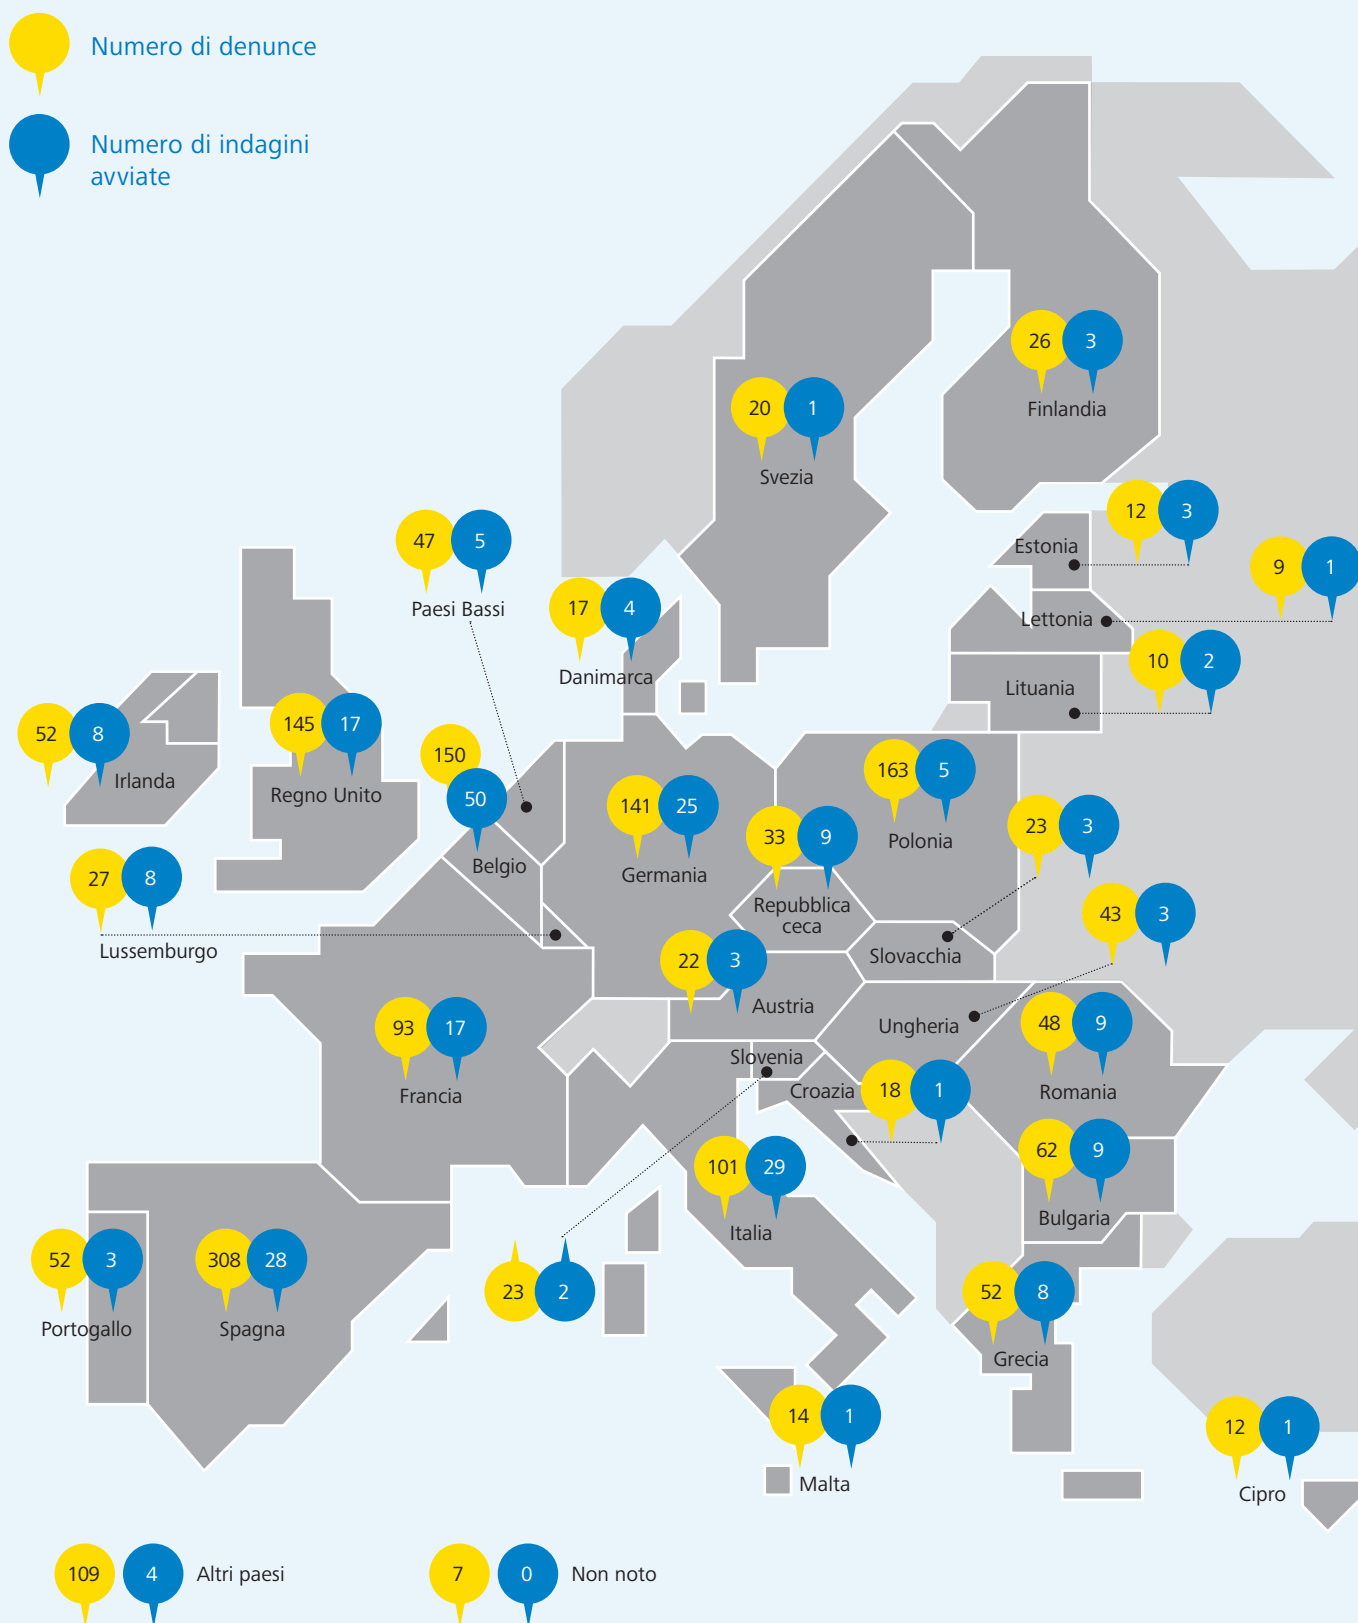 Numero di denunce
Numero di indagini
avviate
26 3
Finlandia
20 1
Svezia
12 3
Estonia
47 5
Paesi Bassi
9 1
Lettonia
17 4
Danimarca
10 2
Lituania
52 8
Irlanda
145 17
Regno Unito
150
50
Belgio
141 25
Germania
163 5
Polonia
33 9
Repubblica
ceca
23 3
Slovacchia
27 8
Lussemburgo
43 3
Ungheria
22 3
Austria
93 17
Francia
48 9
Romania
Slovenia
Croazia
18 1
62 9
Bulgaria
101 29
Italia
52 3
Portogallo
308 28
Spagna
23 2
52 8
Grecia
14 1
Malta
12 1
Cipro
109 4 Altri paesi
7 0 Non noto